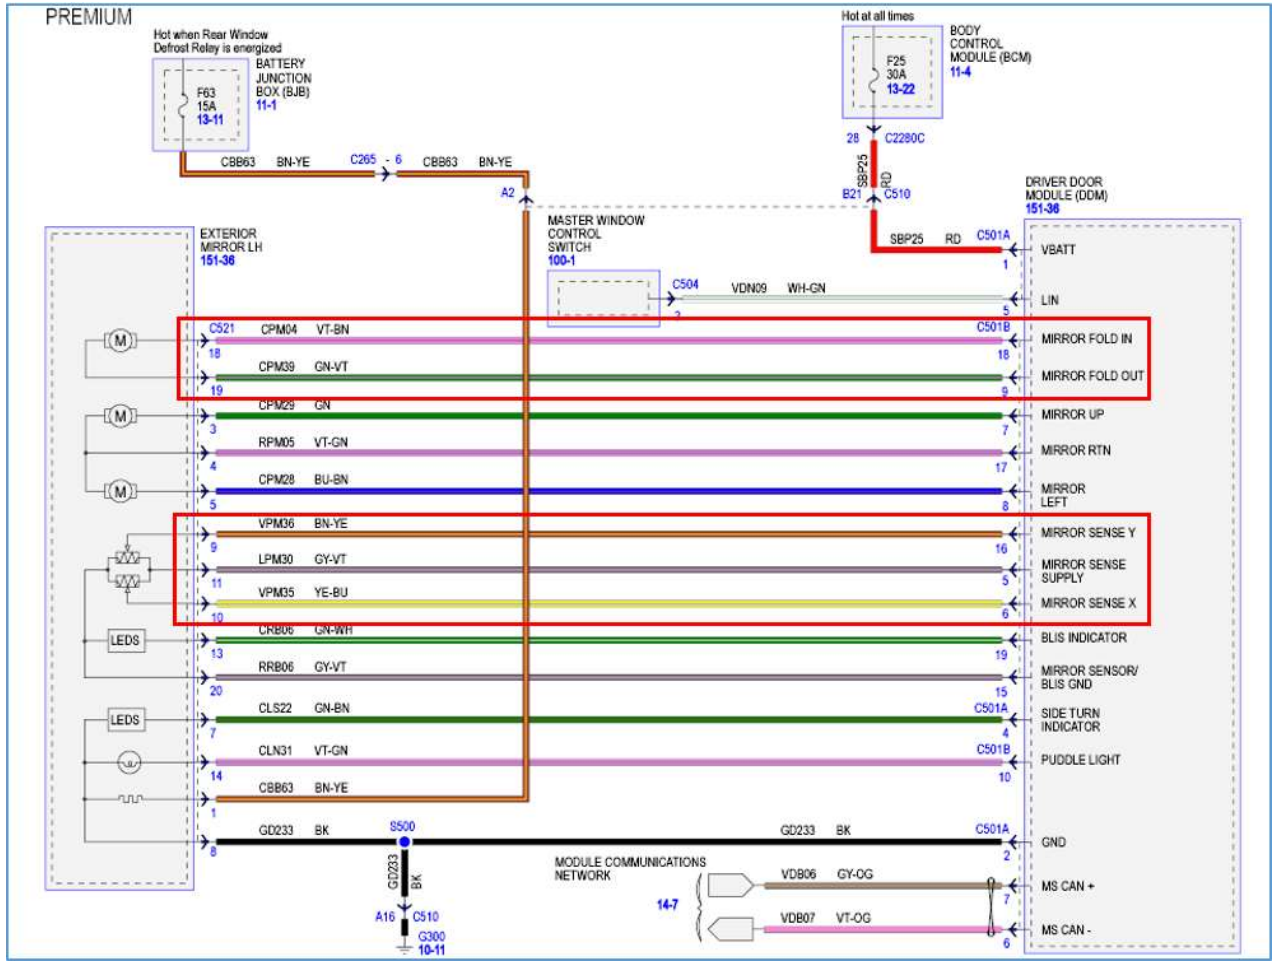 PREMIUM
Hot when Rear Window
Defrost Relay is energized
BATTERY
JUNCTION
BOX (BJB)
11-1
F63
15A
13-11
Hot at all times
BODY
CONTROL
MODULE (BCM)
11-4
F25
30A
13-22
28 C2280C
SBP25 RD
B21 C510
CBB63 BN-YE C265 - 6 CBB63 BN-YE
A2
DRIVER DOOR
MODULE (DDM)
151-36
MASTER WINDOW
CONTROL
SWITCH
100-1
EXTERIOR
MIRROR LH
151-36
SBP25 RD C501A
1
VBATT
C504 VDN09 WH-GN
5
LIN
C521 CPM04 VT-BN C501B
M
18 18
MIRROR FOLD IN
CPM39 GN-VT
19 9
MIRROR FOLD OUT
CPM29 GN
M
3 7
MIRROR UP
RPM05 VT-GN
4 17
MIRROR RTN
CPM28 BU-BN
M
5 8
MIRROR
LEFT
VPM36 BN-YE
9 16
MIRROR SENSE Y
LPM30 GY-VT
11 5
MIRROR SENSE
SUPPLY
VPM35 YE-BU
10 6
MIRROR SENSE X
CRB06 GN-WH
LEDS
13 19
BLIS INDICATOR
RRB06 GY-VT
20 15
MIRROR SENSOR/
BLIS GND
CLS22 GN-BN C501A
LEDS
7 4
SIDE TURN
INDICATOR
CLN31 VT-GN C501B
14 10
PUDDLE LIGHT
CBB63 BN-YE
1
GD233 BK S500 GD233 BK C501A
8 2
GND
GD233 BK
A16 C510
G300
10-11
MODULE COMMUNICATIONS
NETWORK
14-7
VDB06 GY-OG
7
MS CAN +
VDB07 VT-OG
6
MS CAN -